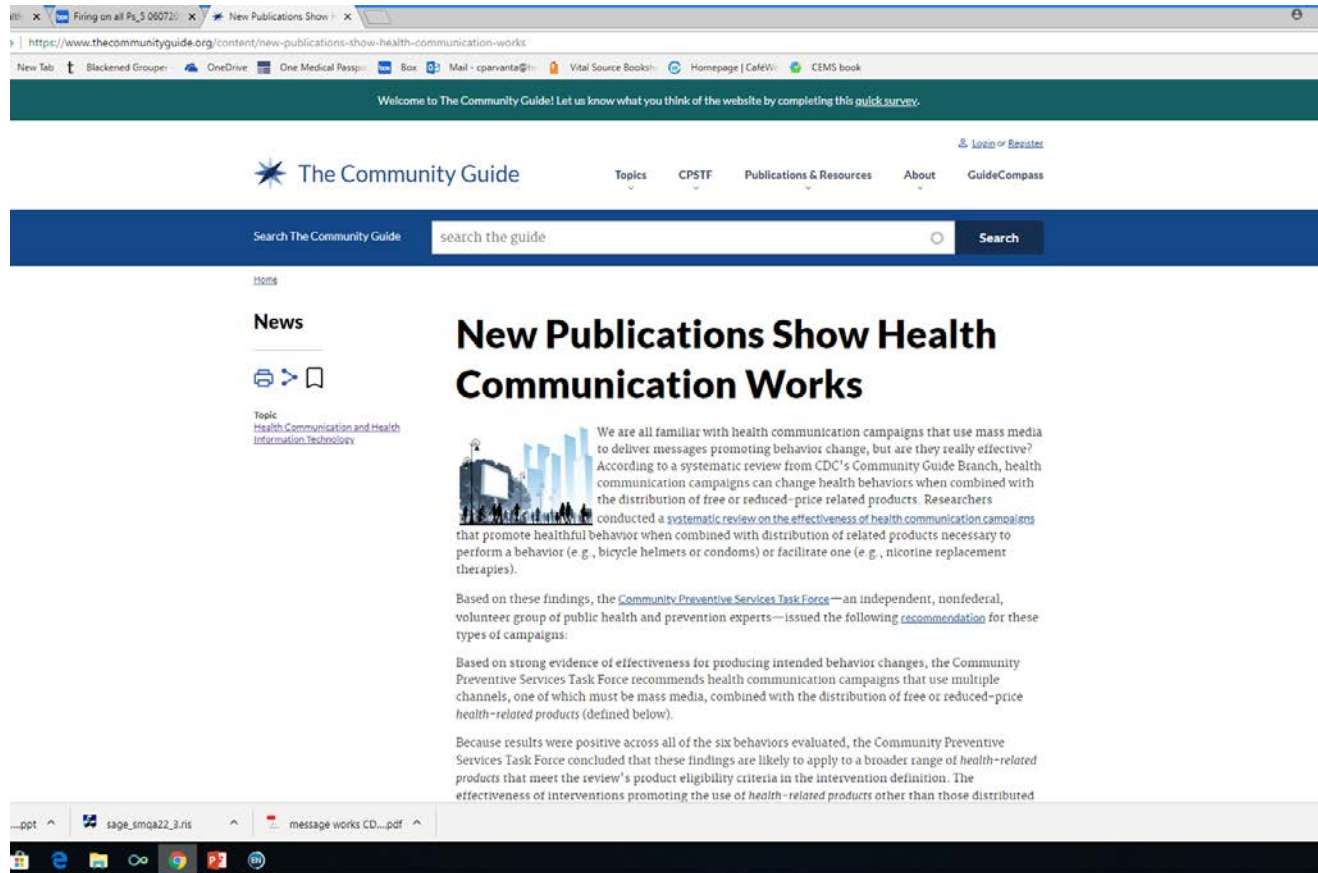 Firing on all Ps_5 060720
New Publications Show H
https://www.thecommunityguide.org/content/new-publications-show-health-communication-works
New Tab t Blackened Grouper OneDrive One Medical Passp box Box Mail - cparvanta@h Vital Source Booksh Homepage | CaféW CEMS book
Welcome to The Community Guide! Let us know what you think of the website by completing this quick survey.
Login or Register
The Community Guide Topics CPSTF Publications & Resources About GuideCompass
Search The Community Guide search the guide Search
Home
News
New Publications Show Health
Communication Works
Topic
Health Communication and Health
Information Technology
We are all familiar with health communication campaigns that use mass media
to deliver messages promoting behavior change, but are they really effective?
According to a systematic review from CDC's Community Guide Branch, health
communication campaigns can change health behaviors when combined with
the distribution of free or reduced-price related products. Researchers
conducted a systematic review on the effectiveness of health communication campaigns
that promote healthful behavior when combined with distribution of related products necessary to
perform a behavior (e.g., bicycle helmets or condoms) or facilitate one (e.g., nicotine replacement
therapies).
Based on these findings, the Community Preventive Services Task Force—an independent, nonfederal,
volunteer group of public health and prevention experts—issued the following recommendation for these
types of campaigns:
Based on strong evidence of effectiveness for producing intended behavior changes, the Community
Preventive Services Task Force recommends health communication campaigns that use multiple
channels, one of which must be mass media, combined with the distribution of free or reduced-price
health-related products (defined below).
Because results were positive across all of the six behaviors evaluated, the Community Preventive
Services Task Force concluded that these findings are likely to apply to a broader range of health-related
products that meet the review's product eligibility criteria in the intervention definition. The
effectiveness of interventions promoting the use of health-related products other than those distributed
....ppt sage_smqa22_3.ris message works CD....pdf
EN